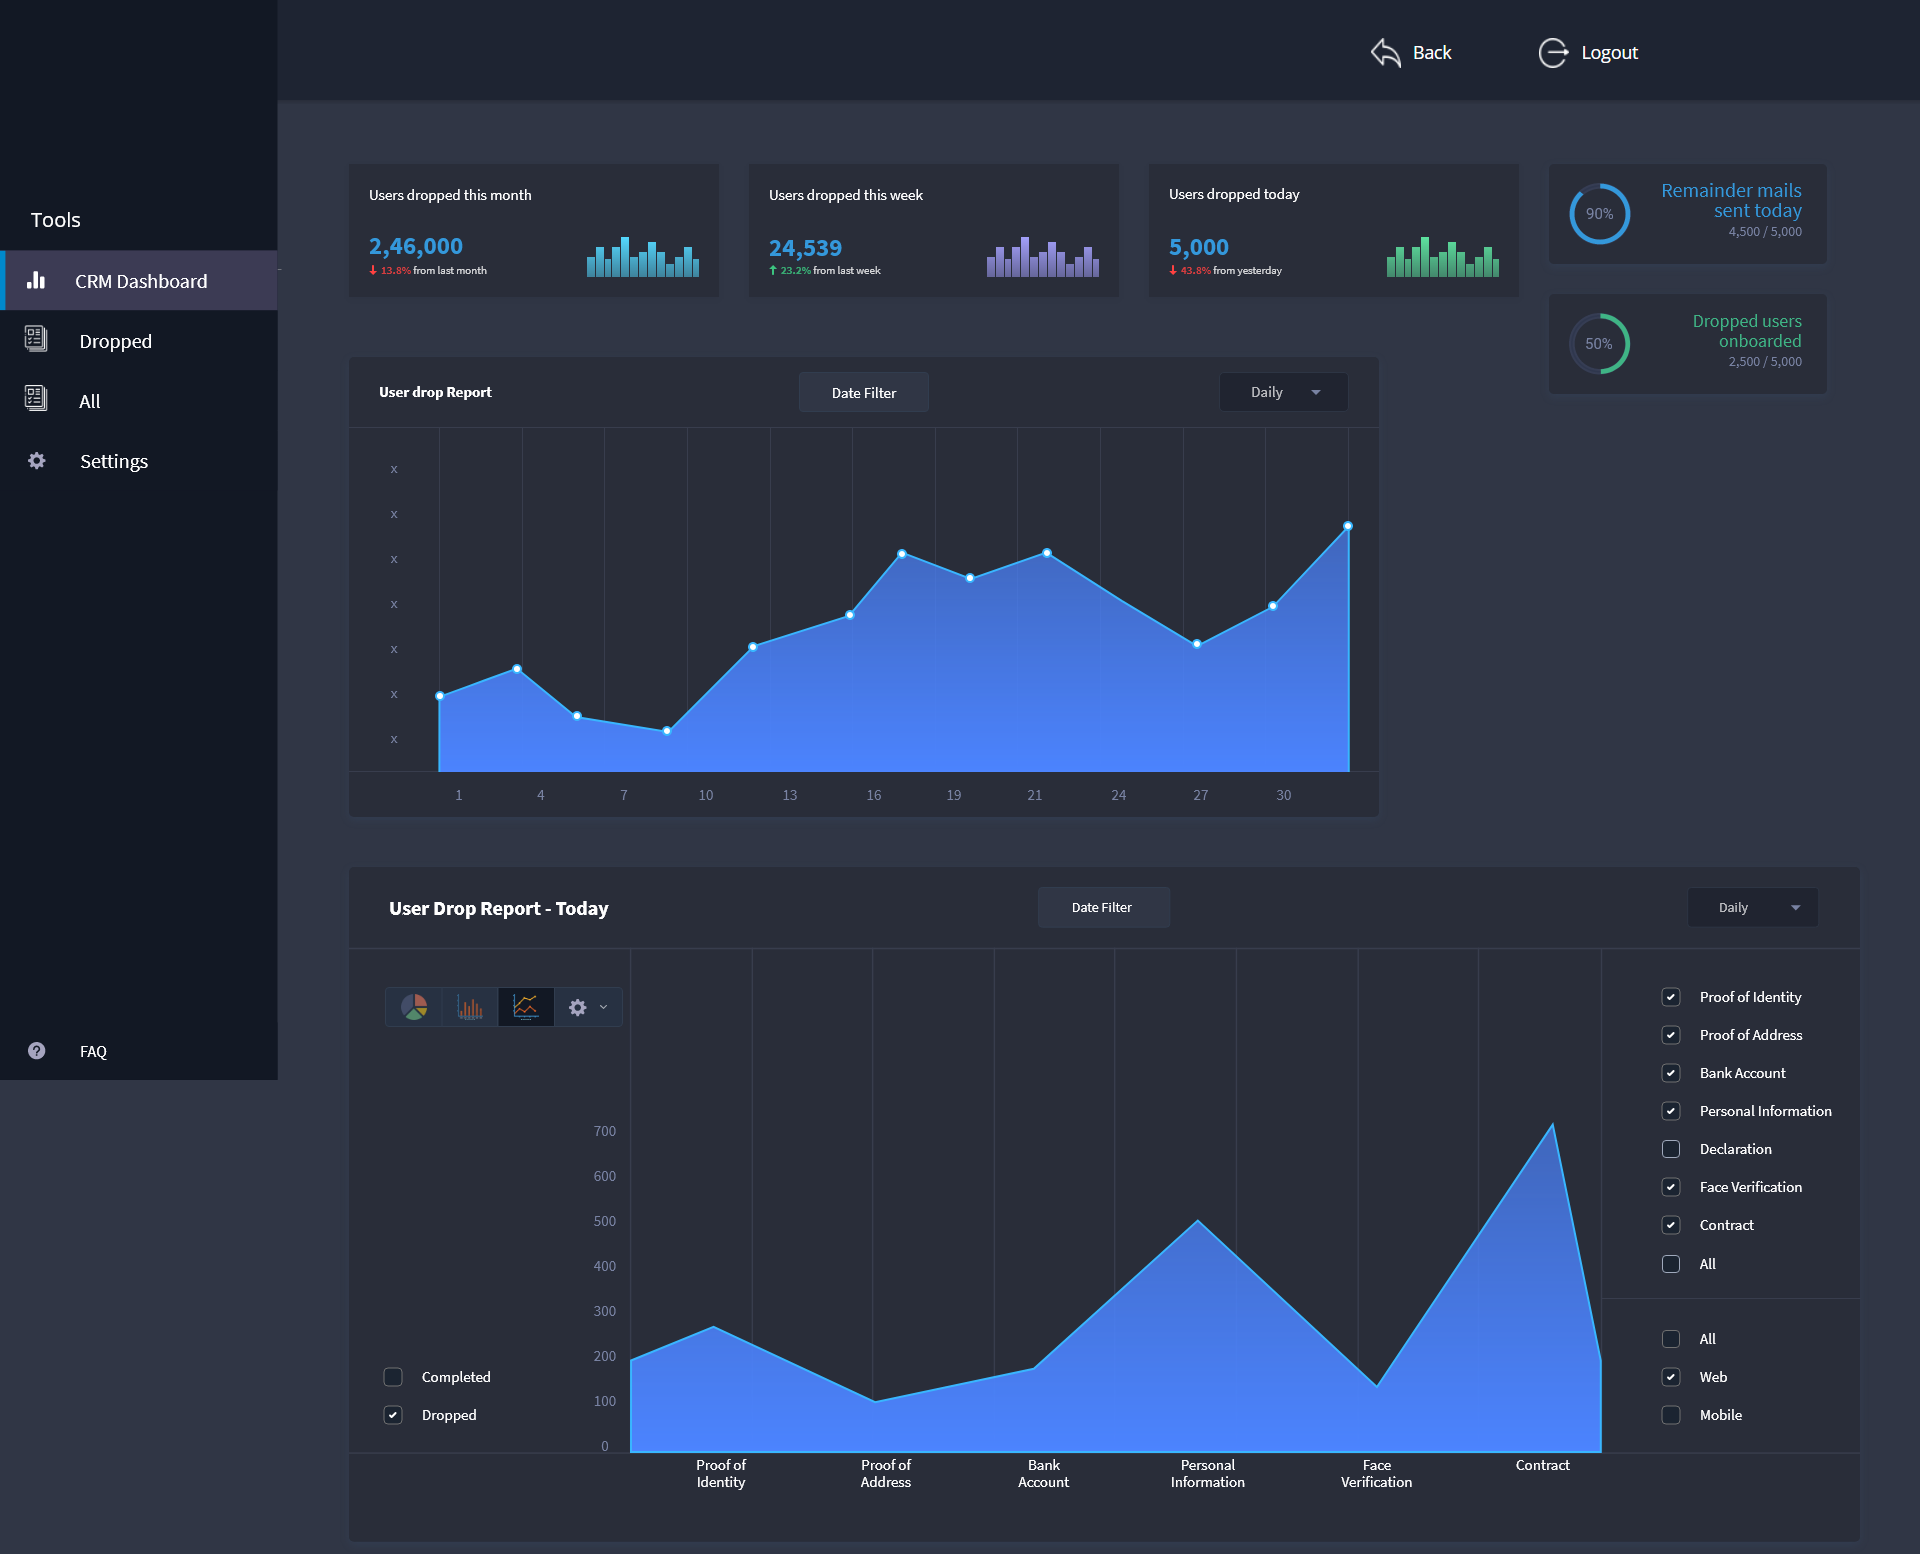 Back
Logout
Tools
CRM Dashboard
Dropped
All
Settings
FAQ
Users dropped this month
2,46,000
13.8% from last month
Users dropped this week
24,539
23.2% from last week
Users dropped today
5,000
43.8% from yesterday
90%
Remainder mails
sent today
4,500 / 5,000
50%
Dropped users
onboarded
2,500 / 5,000
User drop Report
Date Filter
Daily
x
x
x
x
x
x
x
1 4 7 10 13 16 19 21 24 27 30
User Drop Report - Today
Date Filter
Daily
700
600
500
400
300
200
100
0
Completed
Dropped
Proof of
Identity
Proof of
Address
Bank
Account
Personal
Information
Face
Verification
Contract
Proof of Identity
Proof of Address
Bank Account
Personal Information
Declaration
Face Verification
Contract
All
All
Web
Mobile